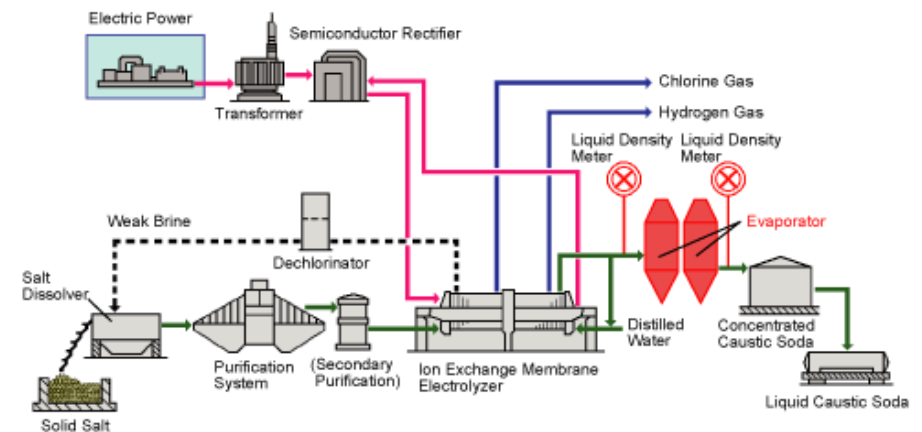 Electric Power
Semiconductor Rectifier
Transformer
Chlorine Gas
Hydrogen Gas
Liquid Density
Meter
Liquid Density
Meter
Evaporator
Weak Brine
Dechlorinator
Salt
Dissolver
Purification
System
(Secondary
Purification)
Ion Exchange Membrane
Electrolyzer
Distilled
Water
Concentrated
Caustic Soda
Liquid Caustic Soda
Solid Salt